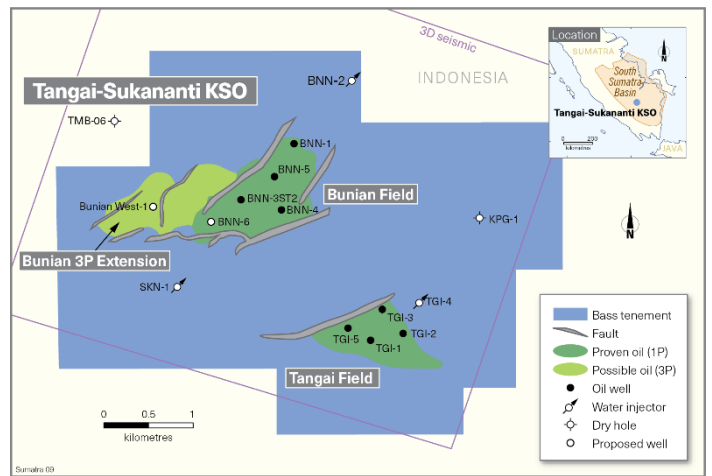 3D seismic
BNN-2
INDONESIA
Tangai-Sukananti KSO
TMB-06
BNN-1
BNN-5
Bunian Field
BNN-3ST2
BNN-4
Bunian West-1
BNN-6
KPG-1
Bunian 3P Extension
SKN-1
TGI-4
TGI-3
TGI-5
TGI-2
TGI-1
Tangai Field
0
0.5
1
kilometres
Sumatra 09
Location
SUMATRA
N
South
Sumatra
Basin
Tangai-Sukananti KSO
0
200
kilometres
JAVA
N
Bass tenement
Fault
Proven oil (1P)
Possible oil (3P)
Oil well
Water injector
Dry hole
Proposed well